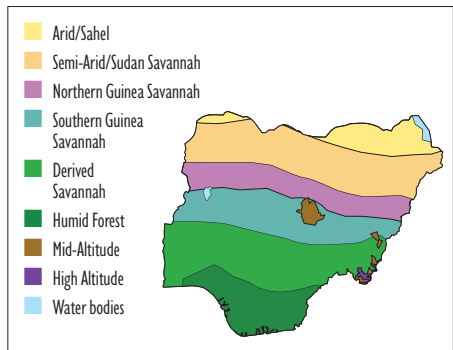 Arid/Sahel
Semi-Arid/Sudan Savannah
Northern Guinea Savannah
Southern Guinea
Savannah
Derived
Savannah
Humid Forest
Mid-Altitude
High Altitude
Water bodies